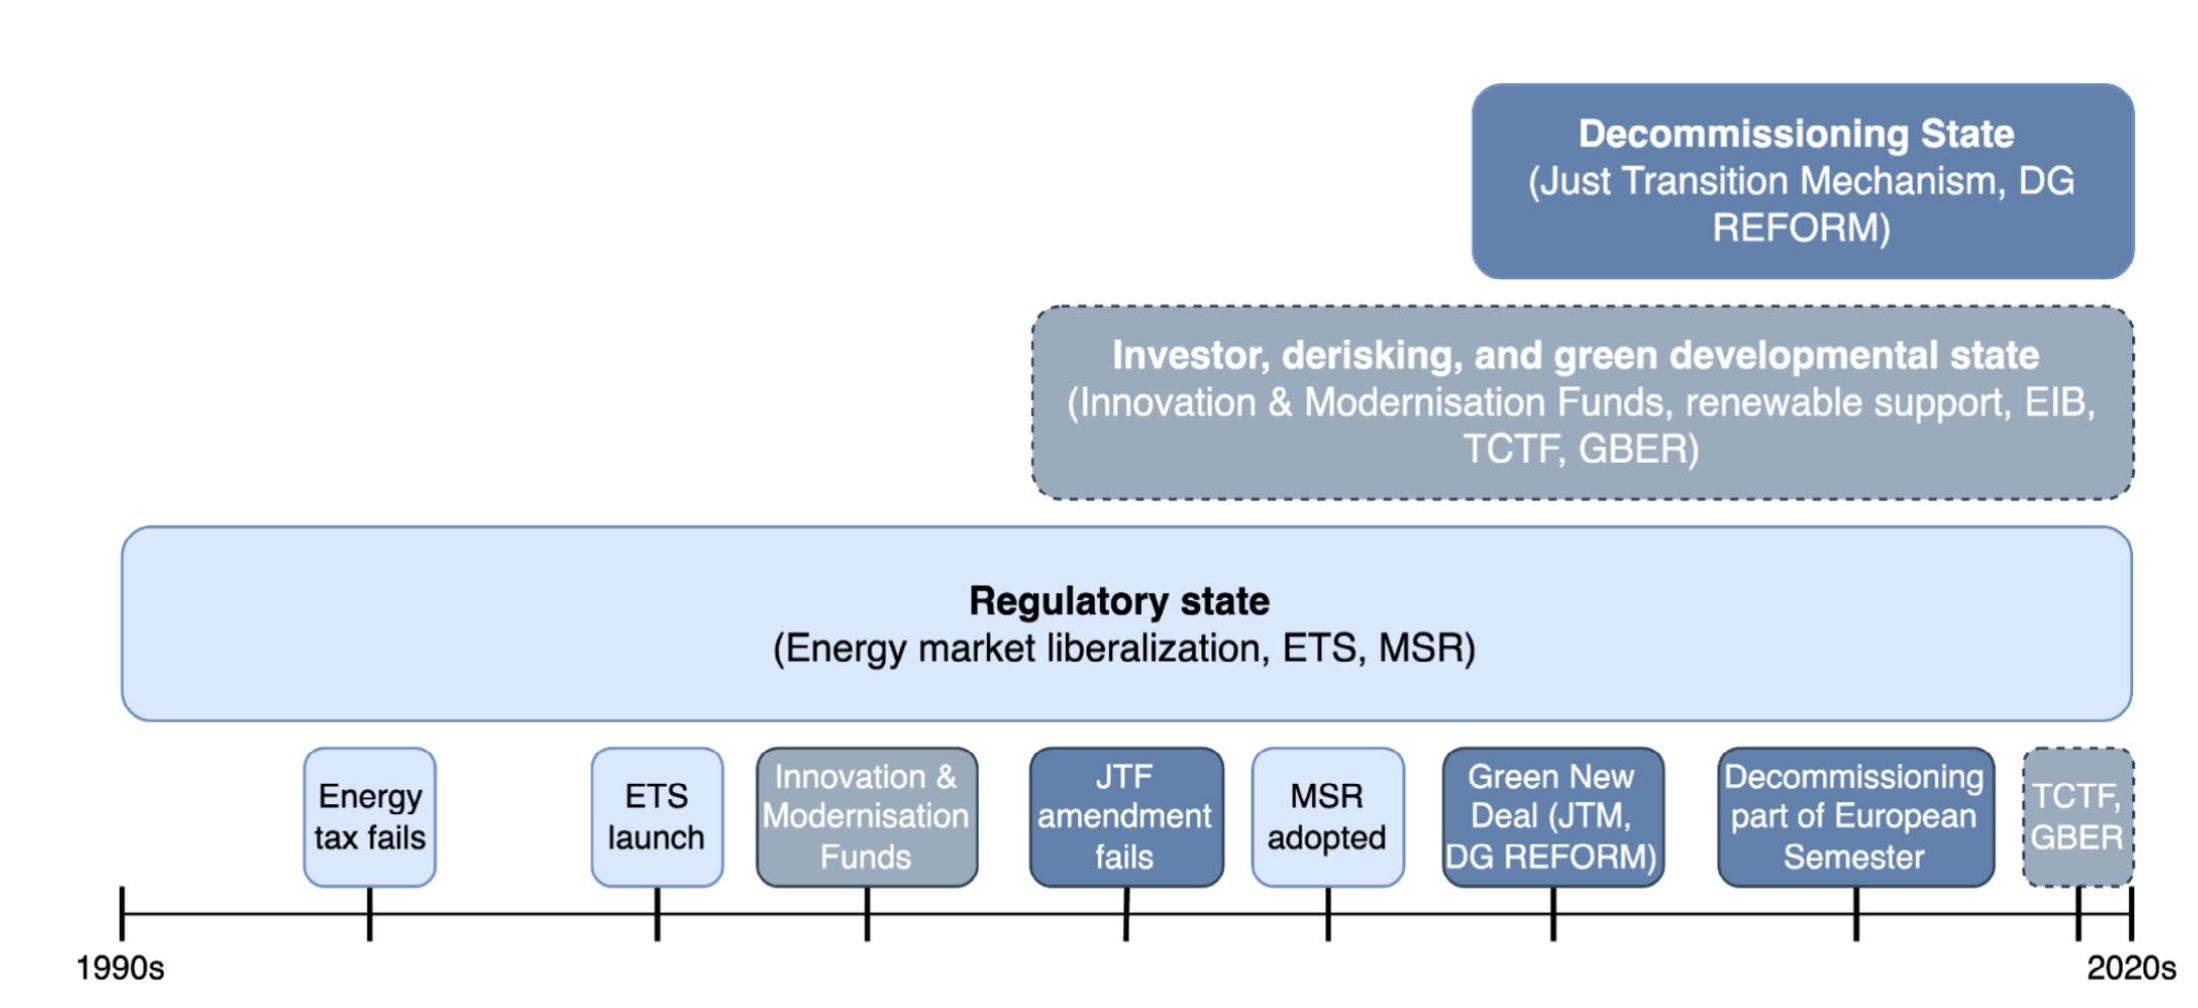 Decommissioning State
(Just Transition Mechanism, DG
REFORM)
Investor, derisking, and green developmental state
(Innovation & Modernisation Funds, renewable support, EIB,
TCTF, GBER)
Regulatory state
(Energy market liberalization, ETS, MSR)
Energy
tax fails
ETS
launch
Innovation &
Modernisation
Funds
JTF
amendment
fails
MSR
adopted
Green New
Deal (JTM,
DG REFORM)
Decommissioning
part of European
Semester
TCTF,
GBER
1990s
2020s